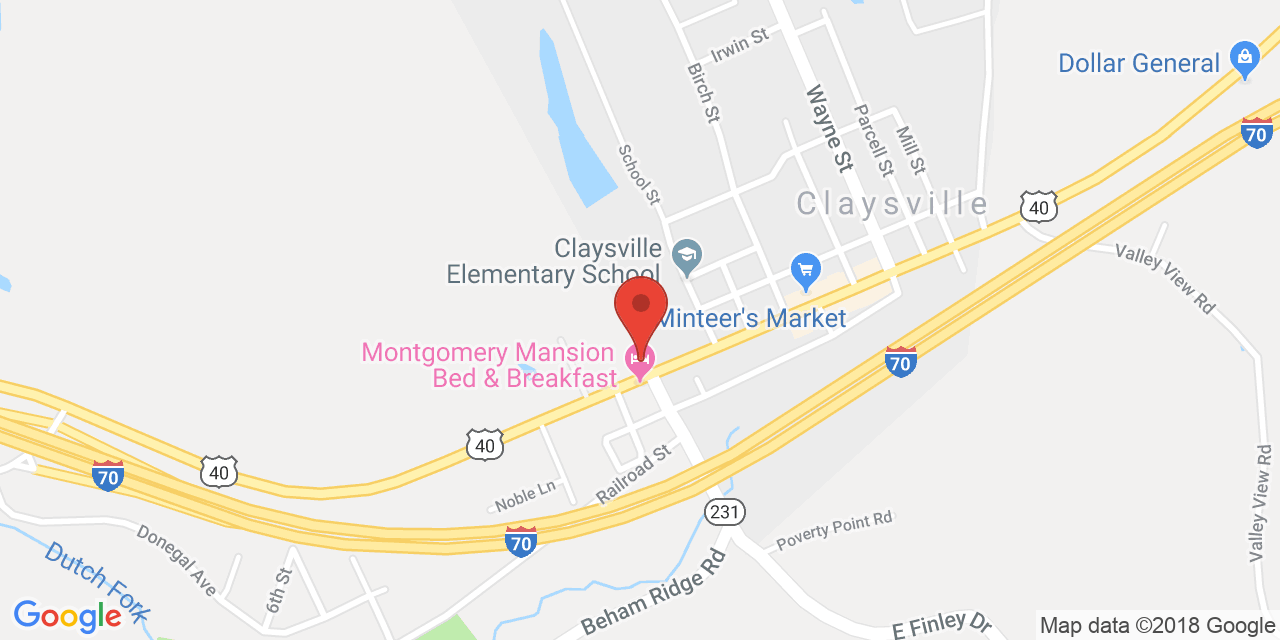 Irwin St
Dollar General
Birch St
Wayne St
Parcell St
Mill St
70
School St
Claysville
40
Claysville
Elementary School
Valley View Rd
Minteer's Market
Montgomery Mansion
Bed & Breakfast
70
40
40
70
Railroad St
Noble Ln
Valley View Rd
231
Poverty Point Rd
70
Donegal Ave
Dutch Fork
6th St
Beham Ridge Rd
E Finley Dr
Google
Map data ©2018 Google